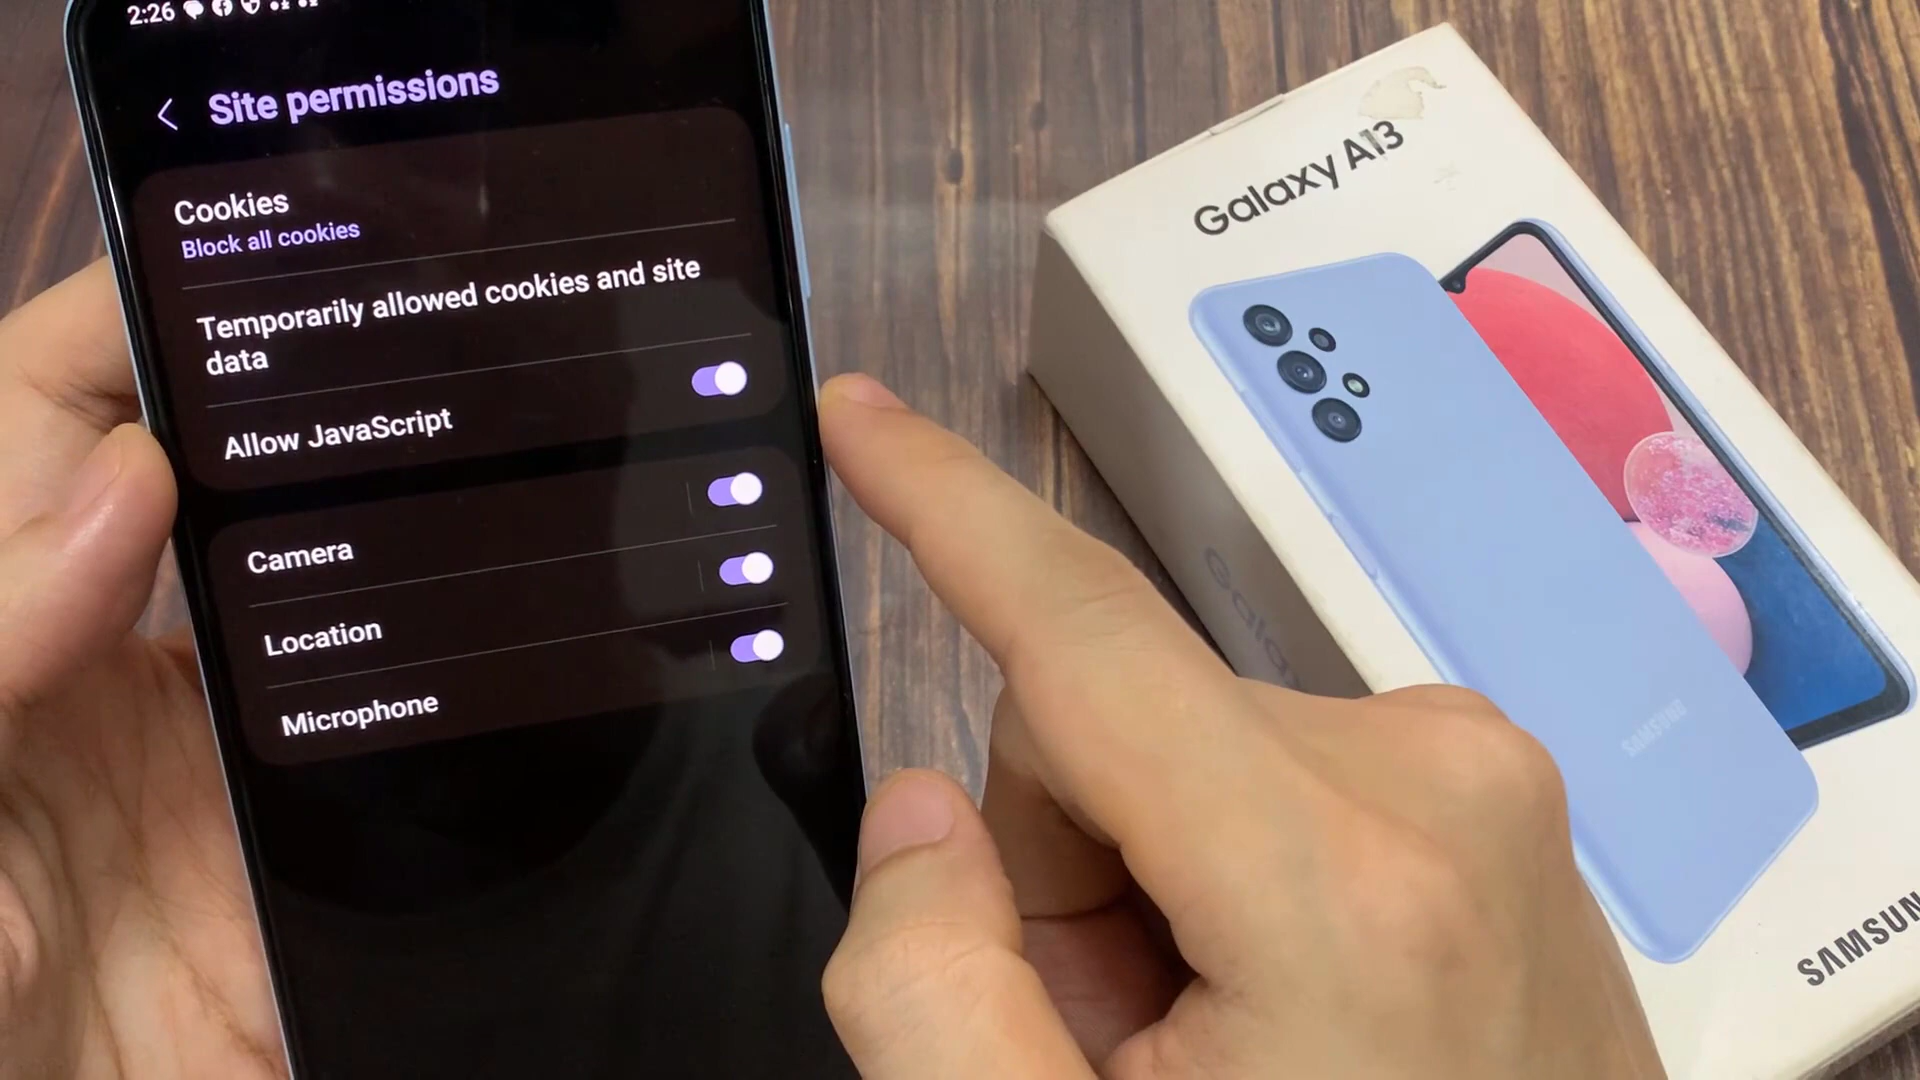 2:26
Site permissions
Cookies
Block all cookies
Temporarily allowed cookies and site
data
Allow JavaScript
Camera
Location
Microphone
Galaxy A13
SAMSUNG